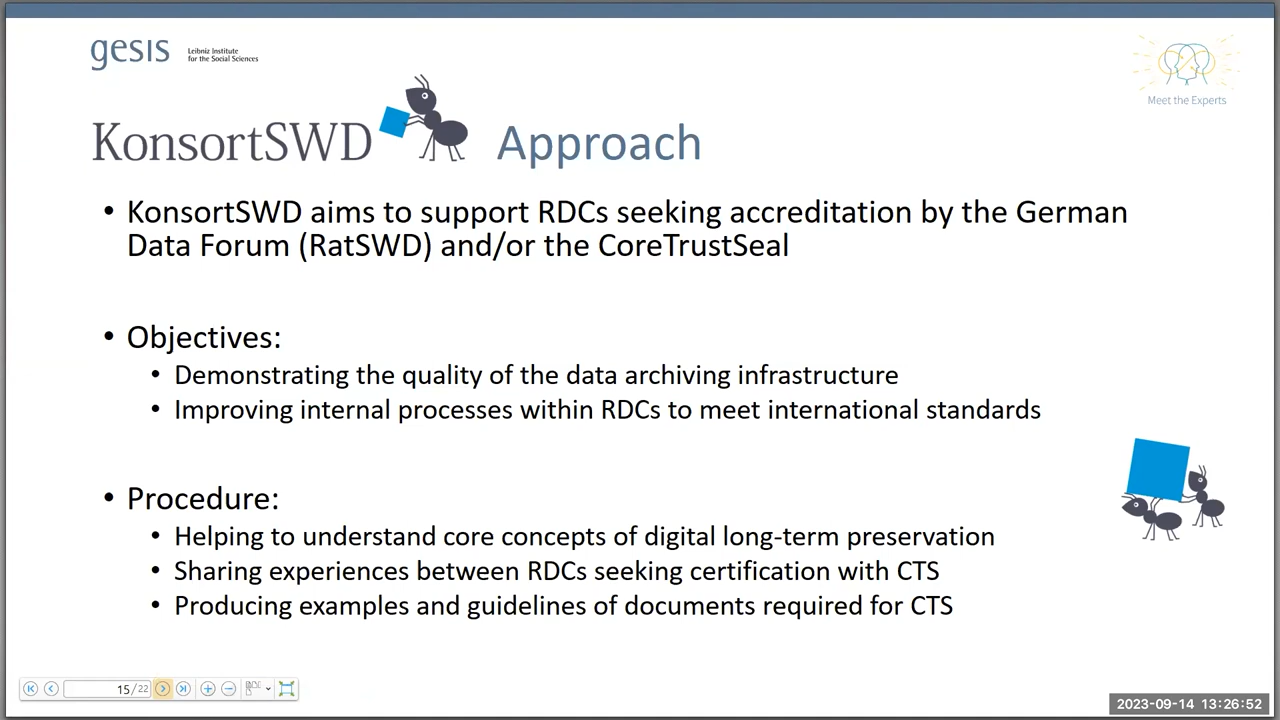 gesis
Leibniz Institute
for the Social Sciences
Meet the Experts
KonsortSWD Approach
• KonsortSWD aims to support RDCs seeking accreditation by the German
Data Forum (RatSWD) and/or the CoreTrustSeal
• Objectives:
• Demonstrating the quality of the data archiving infrastructure
• Improving internal processes within RDCs to meet international standards
• Procedure:
• Helping to understand core concepts of digital long-term preservation
• Sharing experiences between RDCs seeking certification with CTS
• Producing examples and guidelines of documents required for CTS
15/22
2023-09-14 13:26:52